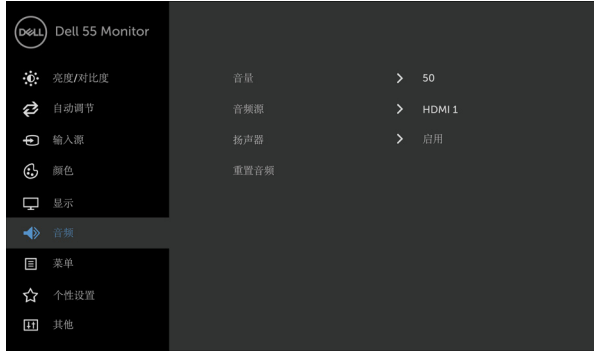 DELL Dell 55 Monitor
亮度/对比度
音量 50
自动调节
音频源 HDMI 1
输入源
扬声器 启用
颜色
重置音频
显示
音频
菜单
个性设置
其他